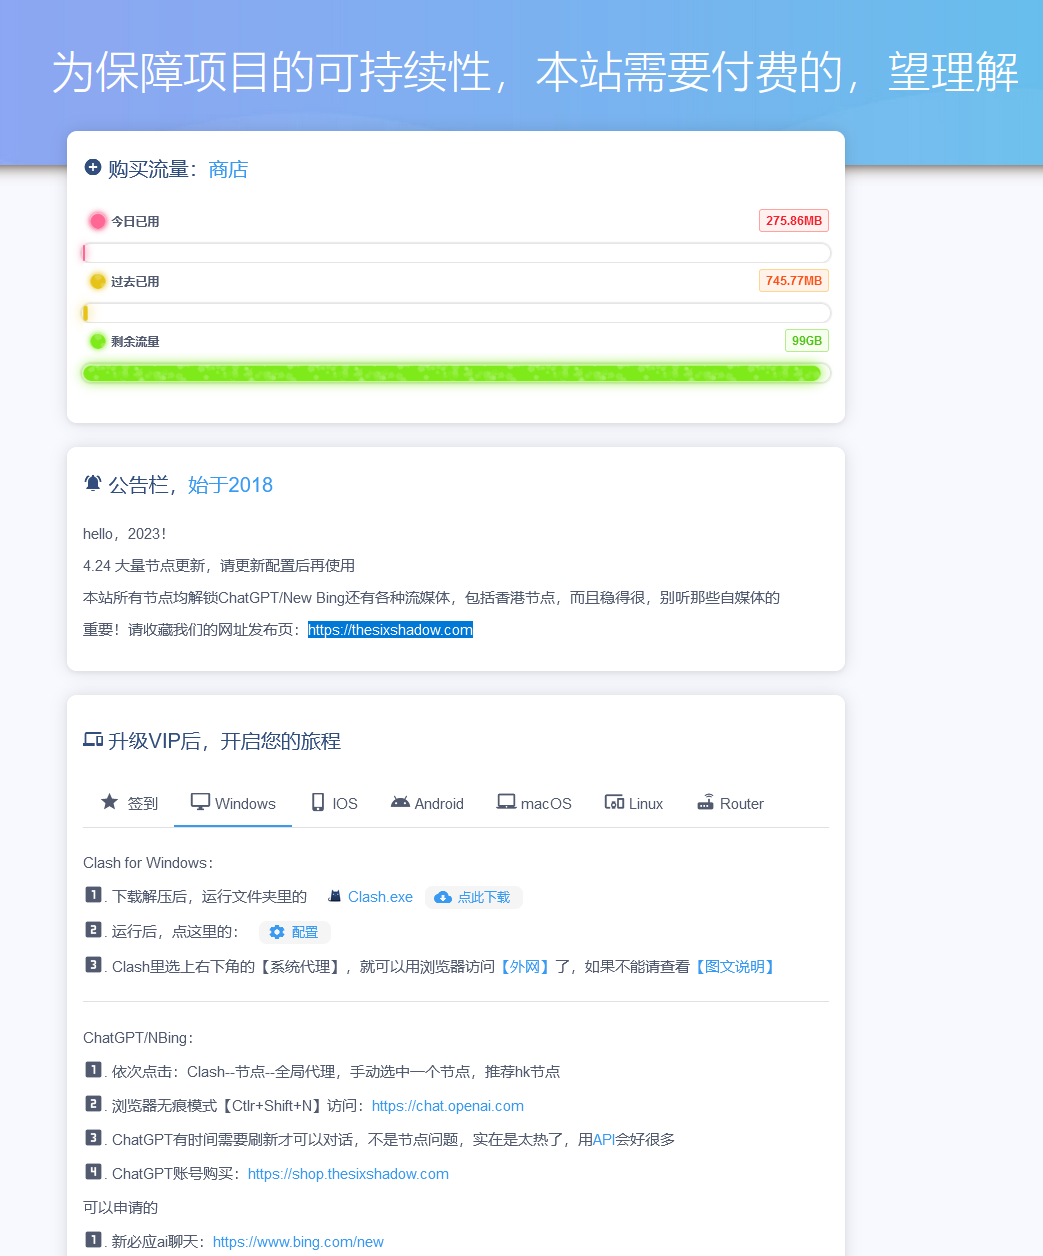 为保障项目的可持续性，本站需要付费的，望理解
购买流量：商店
今日已用 275.86MB
过去已用 745.77MB
剩余流量 99GB
公告栏，始于2018
hello，2023！
4.24 大量节点更新，请更新配置后再使用
本站所有节点均解锁ChatGPT/New Bing还有各种流媒体，包括香港节点，而且稳得很，别听那些自媒体的
重要！请收藏我们的网址发布页：https://thesixshadow.com
升级VIP后，开启您的旅程
签到 Windows IOS Android macOS Linux Router
Clash for Windows：
1. 下载解压后，运行文件夹里的 Clash.exe 点此下载
2. 运行后，点这里的： 配置
3. Clash里选上右下角的【系统代理】，就可以用浏览器访问【外网】了，如果不能请查看【图文说明】
ChatGPT/NBing：
1. 依次点击：Clash--节点--全局代理，手动选中一个节点，推荐hk节点
2. 浏览器无痕模式【Ctlr+Shift+N】访问：https://chat.openai.com
3. ChatGPT有时间需要刷新才可以对话，不是节点问题，实在是太热了，用API会好很多
4. ChatGPT账号购买：https://shop.thesixshadow.com
可以申请的
1. 新必应ai聊天：https://www.bing.com/new